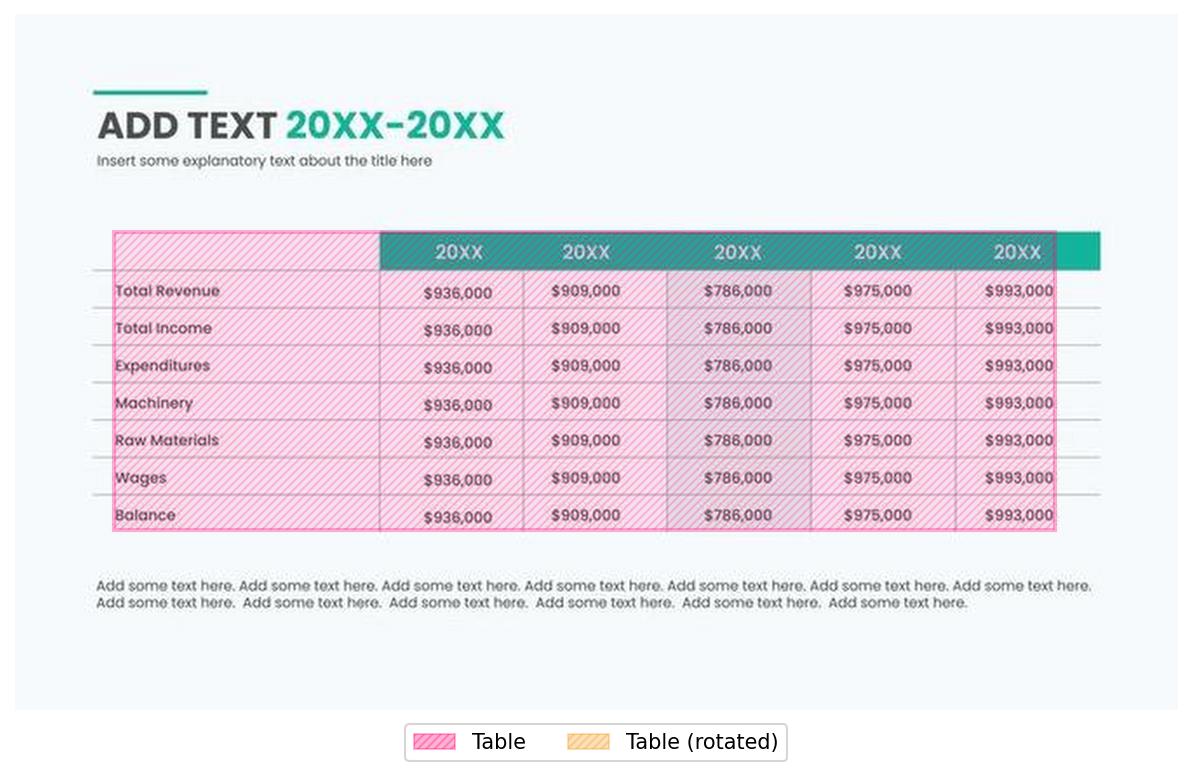 ADD TEXT 20XX-20XX
Insert some explanatory text about the title here
20XX 20XX 20XX 20XX 20XX
Total Revenue $936,000 $909,000 $786,000 $975,000 $993,000
Total Income $936,000 $909,000 $786,000 $975,000 $993,000
Expenditures $936,000 $909,000 $786,000 $975,000 $993,000
Machinery $936,000 $909,000 $786,000 $975,000 $993,000
Raw Materials $936,000 $909,000 $786,000 $975,000 $993,000
Wages $936,000 $909,000 $786,000 $975,000 $993,000
Balance $936,000 $909,000 $786,000 $975,000 $993,000
Add some text here. Add some text here. Add some text here. Add some text here. Add some text here. Add some text here. Add some text here.
Add some text here. Add some text here. Add some text here. Add some text here. Add some text here. Add some text here.
Table Table (rotated)